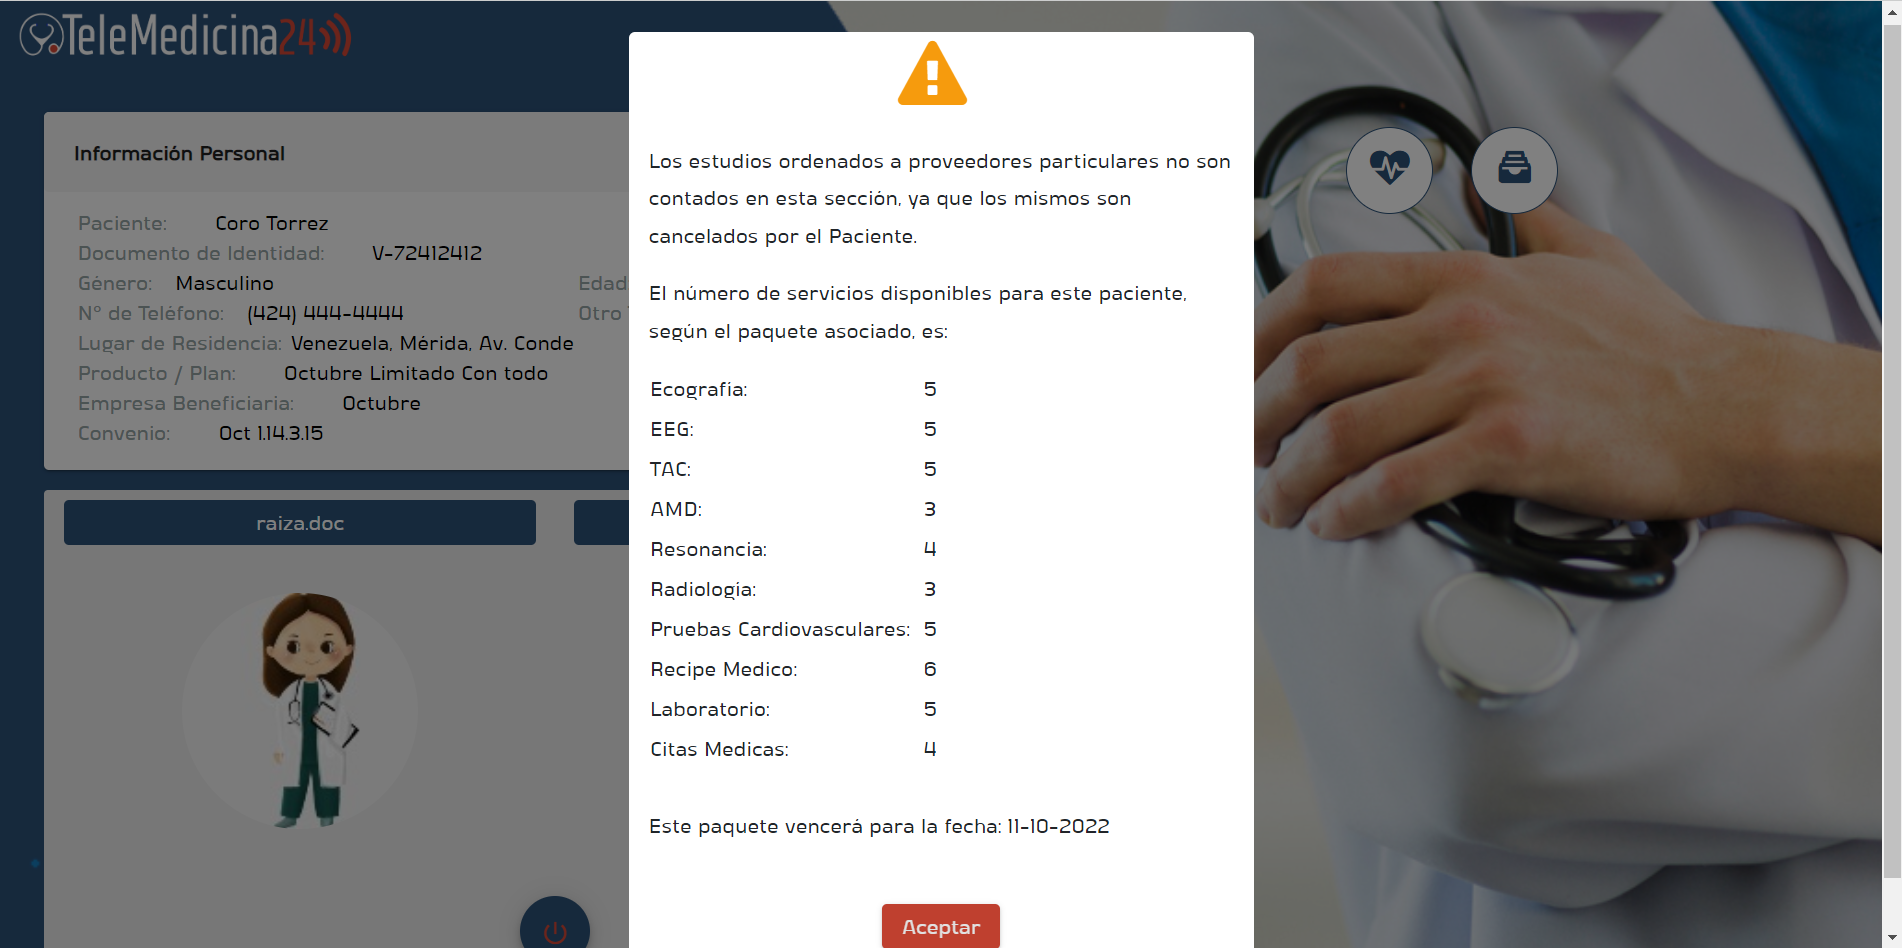 TeleMedicina24
Información Personal
Paciente: Coro Torrez
Documento de Identidad: V-72412412
Género: Masculino Edad
Nº de Teléfono: (424) 444-4444 Otro
Lugar de Residencia: Venezuela, Mérida, Av. Conde
Producto / Plan: Octubre Limitado Con todo
Empresa Beneficiaria: Octubre
Convenio: Oct 1.14.3.15
raiza.doc
Los estudios ordenados a proveedores particulares no son
contados en esta sección, ya que los mismos son
cancelados por el Paciente.
El número de servicios disponibles para este paciente,
según el paquete asociado, es:
Ecografia: 5
EEG: 5
TAC: 5
AMD: 3
Resonancia: 4
Radiologia: 3
Pruebas Cardiovasculares: 5
Recipe Medico: 6
Laboratorio: 5
Citas Medicas: 4
Este paquete vencerá para la fecha: 11-10-2022
Aceptar